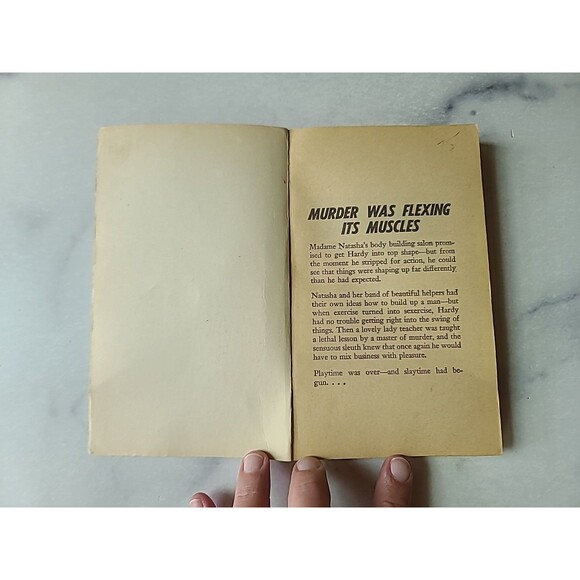 MURDER WAS FLEXING
ITS MUSCLES
Madame Natasha's body building salon prom-
ised to get Hardy into top shape—but from
the moment he stripped for action, he could
see that things were shaping up far differently
than he had expected.
Natasha and her band of beautiful helpers had
their own ideas how to build up a man—but
when exercise turned into sexercise, Hardy
had no trouble getting right into the swing of
things. Then a lovely lady teacher was taught
a lethal lesson by a master of murder, and the
sensuous sleuth knew that once again he would
have to mix business with pleasure.
Playtime was over—and slaytime had be-
gun. . . .